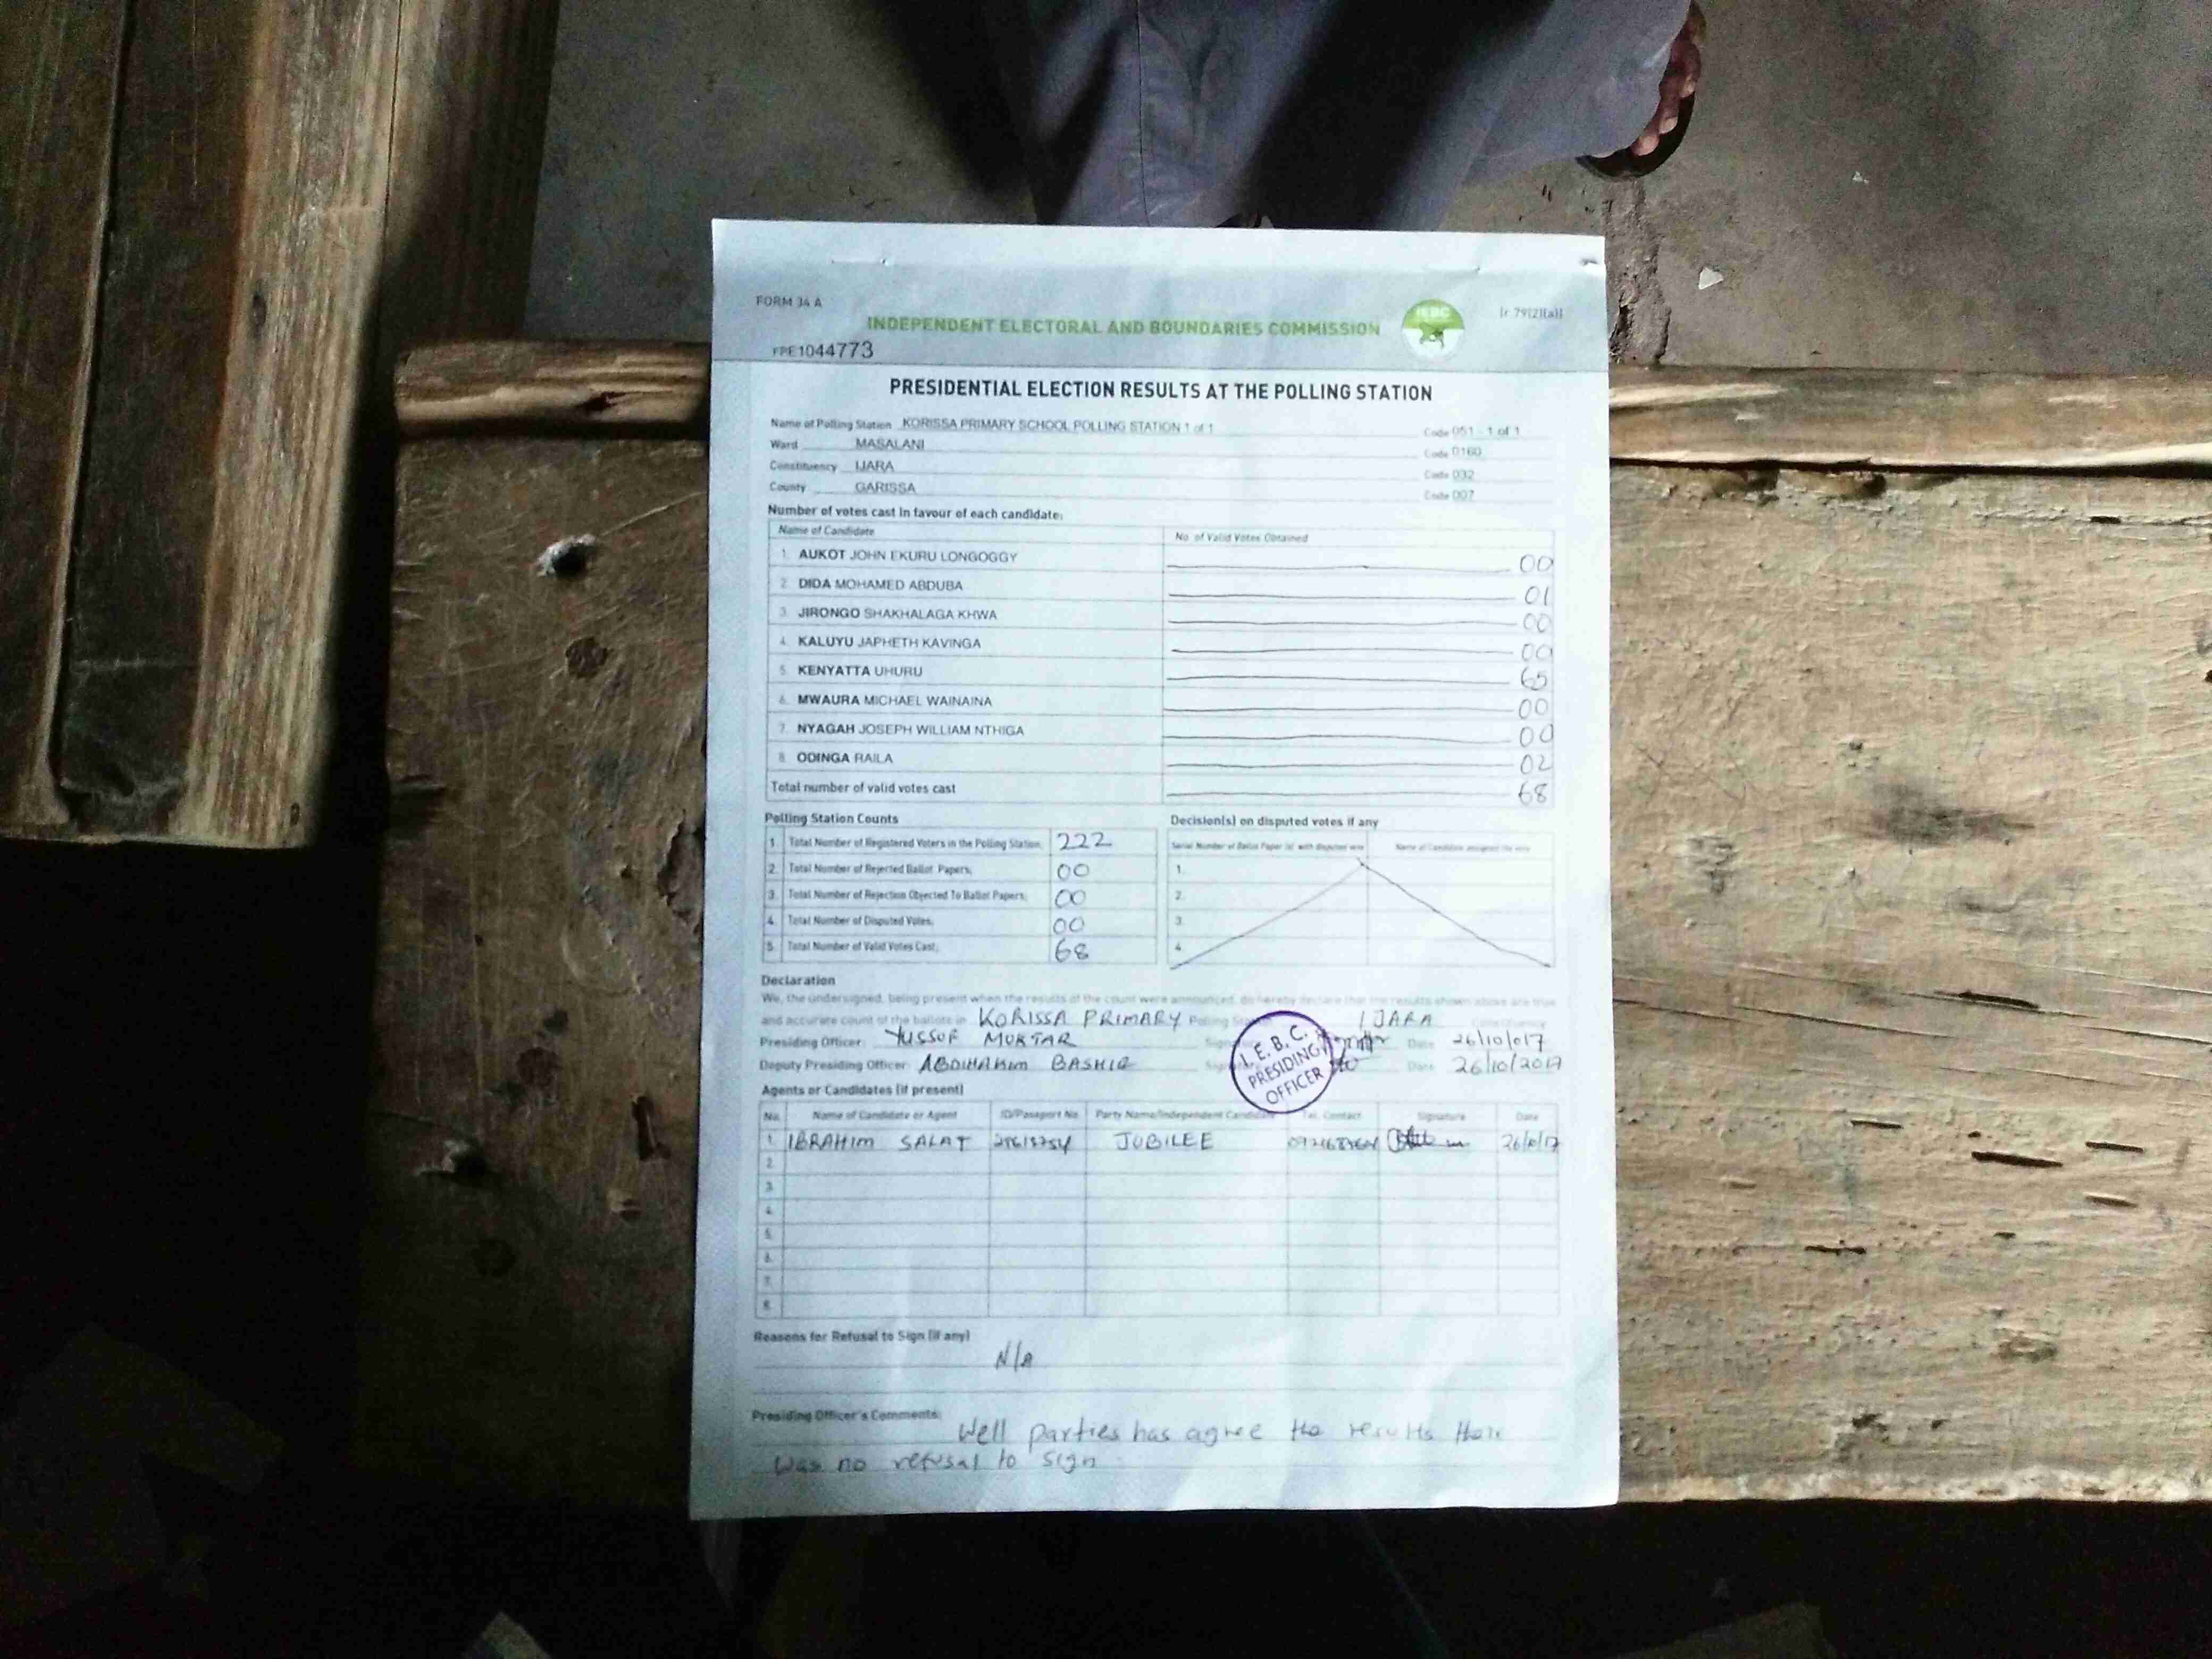 FORM 34 A
[r 79(2)(a)]
INDEPENDENT ELECTORAL AND BOUNDARIES COMMISSION
IEBC
FPE1044773
PRESIDENTIAL ELECTION RESULTS AT THE POLLING STATION
Name of Polling Station KORISSA PRIMARY SCHOOL POLLING STATION 1 of 1 Code 051 - 1 of 1
Ward MASALANI Code 0160
Constituency IJARA Code 032
County GARISSA Code 007
Number of votes cast in favour of each candidate:
Name of Candidate No. of Valid Votes Obtained
1. AUKOT JOHN EKURU LONGOGGY 00
2. DIDA MOHAMED ABDUBA 01
3. JIRONGO SHAKHALAGA KHWA 00
4. KALUYU JAPHETH KAVINGA 00
5. KENYATTA UHURU 65
6. MWAURA MICHAEL WAINAINA 00
7. NYAGAH JOSEPH WILLIAM NTHIGA 00
8. ODINGA RAILA 02
Total number of valid votes cast 68
Polling Station Counts
1. Total Number of Registered Voters in the Polling Station; 222
2. Total Number of Rejected Ballot Papers; 00
3. Total Number of Rejection Objected To Ballot Papers; 00
4. Total Number of Disputed Votes; 00
5. Total Number of Valid Votes Cast; 68
Decision(s) on disputed votes if any
Serial Number of Ballot Paper (s) with disputed vote Name of Candidate assigned the vote
1.
2.
3.
4.
Declaration
We, the undersigned, being present when the results of the count were announced, do hereby declare that the results shown above are true
and accurate count of the ballots in KORISSA PRIMARY Polling IJARA Constituency
Presiding Officer: YUSSUF MUKTAR Date 26/10/017
Deputy Presiding Officer: ABDIHAKIM BASHIR Date 26/10/2017
I. E. B. C.
PRESIDING
OFFICER
Agents or Candidates (if present)
No. Name of Candidate or Agent ID/Passport No. Party Name/Independent Candidate Tel. Contact Signature Date
1. IBRAHIM SALAT JUBILEE
2.
3.
4.
5.
6.
7.
8.
Reasons for Refusal to Sign (if any)
N/A
Presiding Officer's Comments:
Well parties has agree the results there
was no refusal to sign